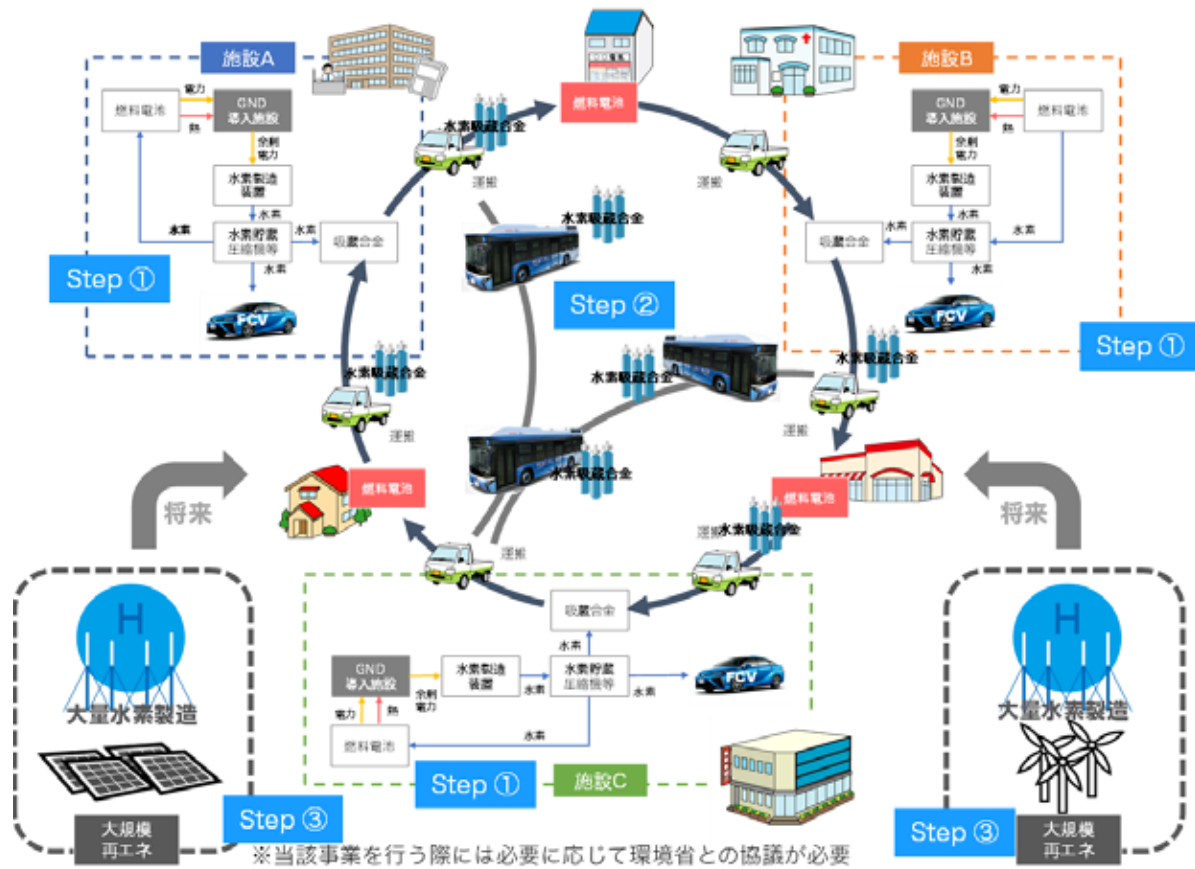 施設A
燃料電池
電力
熱
GND
導入施設
余剰
電力
水素製造
装置
水素
水素
水素貯蔵
圧縮機等
水素
吸蔵合金
水素
FCV
Step ①
水素吸蔵合金
運搬
燃料電池
運搬
施設B
電力
熱
GND
導入施設
燃料電池
余剰
電力
水素製造
装置
水素
吸蔵合金
水素
水素貯蔵
圧縮機等
水素
水素
FCV
Step ①
水素吸蔵合金
Step ②
水素吸蔵合金
水素吸蔵合金
水素吸蔵合金
運搬
水素吸蔵合金
運搬
水素吸蔵合金
燃料電池
燃料電池
運搬
運搬
水素吸蔵合金
将来
将来
吸蔵合金
水素
GND
導入施設
余剰
電力
水素製造
装置
水素
水素貯蔵
圧縮機等
水素
FCV
電力
熱
燃料電池
水素
Step ①
施設C
H
大量水素製造
Step ③
大規模
再エネ
H
大量水素製造
Step ③
大規模
再エネ
※当該事業を行う際には必要に応じて環境省との協議が必要